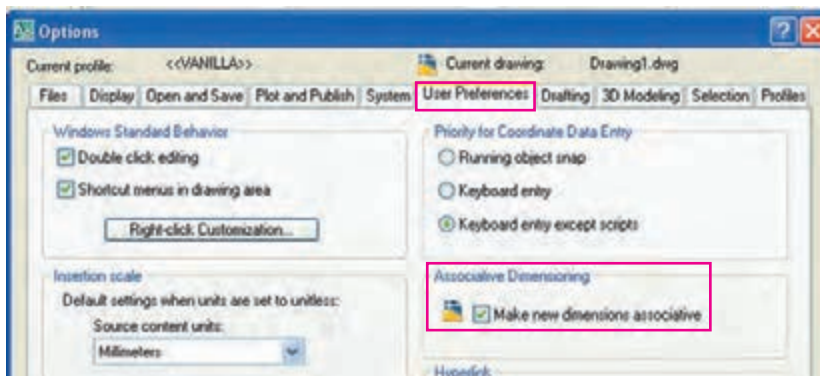 Options
Current profile: <<VANILLA>> Current drawing: Drawing1.dwg
Files Display Open and Save Plot and Publish System User Preferences Drafting 3D Modeling Selection Profiles
Windows Standard Behavior
Double click editing
Shortcut menus in drawing area
Right-click Customization...
Insertion scale
Default settings when units are set to unitless:
Source content units:
Millimeters
Priority for Coordinate Data Entry
Running object snap
Keyboard entry
Keyboard entry except scripts
Associative Dimensioning
Make new dimensions associative
Hyperlink